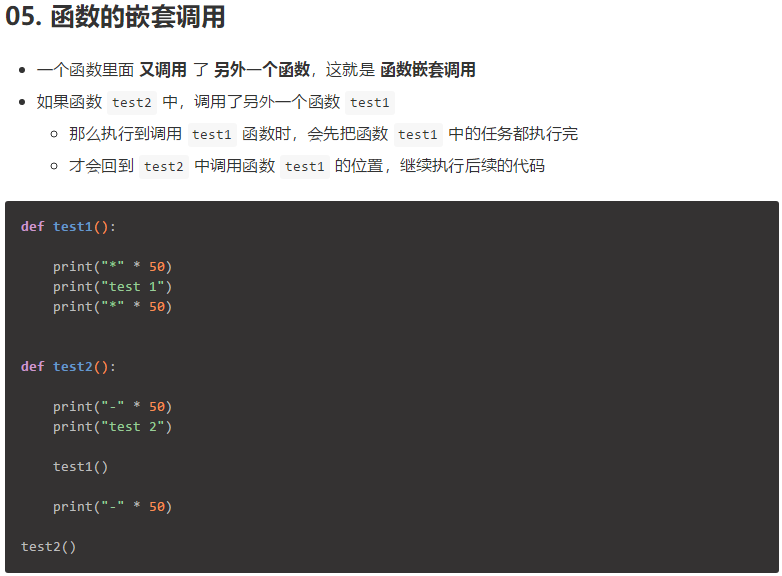 05. 函数的嵌套调用
一个函数里面 又调用 了 另外一个函数，这就是 函数嵌套调用
如果函数 test2 中，调用了另外一个函数 test1
那么执行到调用 test1 函数时，会先把函数 test1 中的任务都执行完
才会回到 test2 中调用函数 test1 的位置，继续执行后续的代码
def test1():
    print("*" * 50)
    print("test 1")
    print("*" * 50)
def test2():
    print("-" * 50)
    print("test 2")
    test1()
    print("-" * 50)
test2()